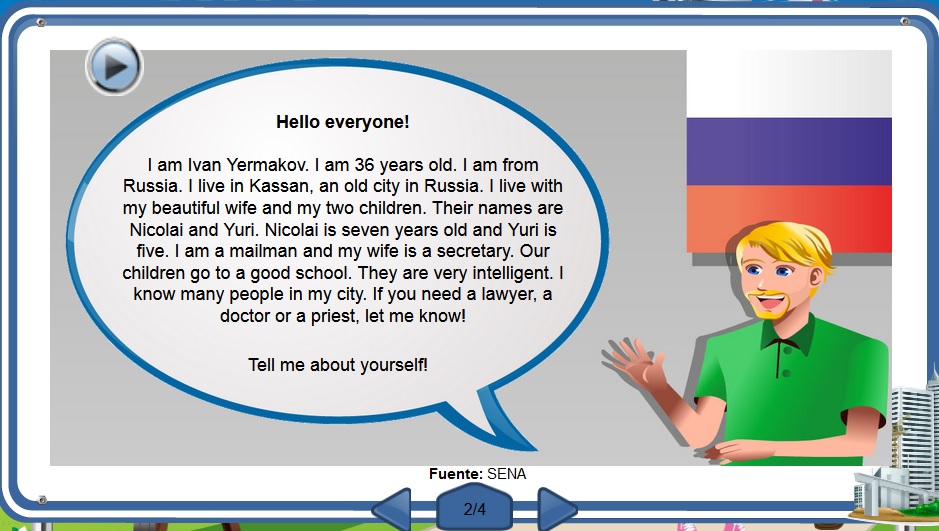 Hello everyone!
I am Ivan Yermakov. I am 36 years old. I am from
Russia. I live in Kassan, an old city in Russia. I live with
my beautiful wife and my two children. Their names are
Nicolai and Yuri. Nicolai is seven years old and Yuri is
five. I am a mailman and my wife is a secretary. Our
children go to a good school. They are very intelligent. I
know many people in my city. If you need a lawyer, a
doctor or a priest, let me know!
Tell me about yourself!
Fuente: SENA
2/4